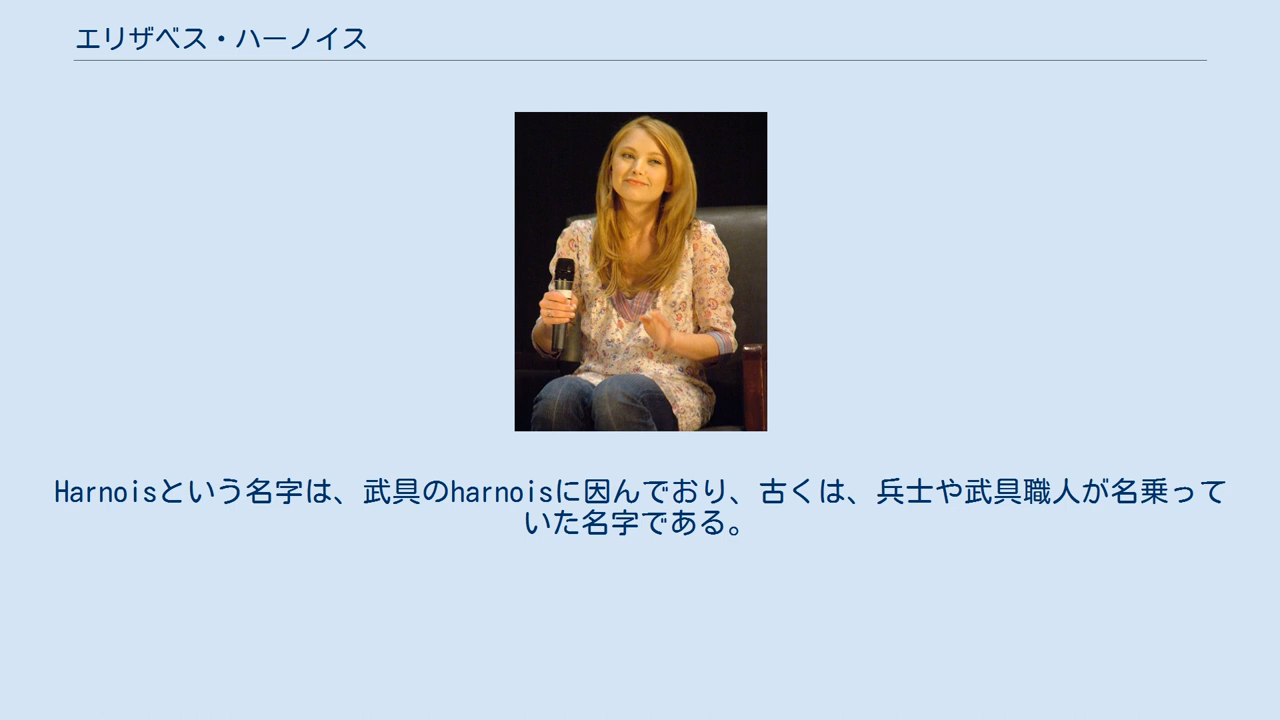 エリザベス・ハーノイス
Harnoisという名字は、武具のharnoisに因んでおり、古くは、兵士や武具職人が名乗って
いた名字である。